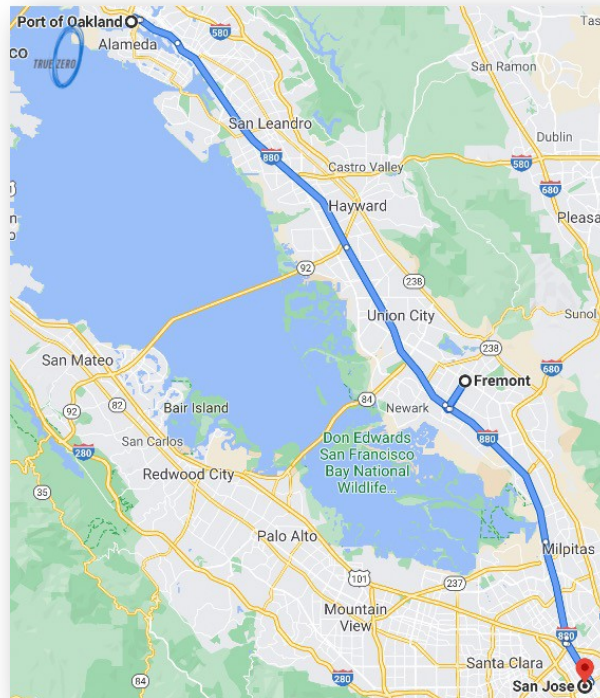 Port of Oakland
Alameda
580
Tas
San Ramon
co
TRUE ZERO
San Leandro
880
Dublin
Castro Valley
580
580
680
Hayward
Pleasa
92
238
Union City
Sunol
238
San Mateo
680
Fremont
92
82
Bair Island
84
Newark
San Carlos
880
280
Don Edwards
San Francisco
Bay National
Wildlife...
Redwood City
35
Palo Alto
Milpitas
101
237
Mountain
View
880
Santa Clara
84
280
San Jose